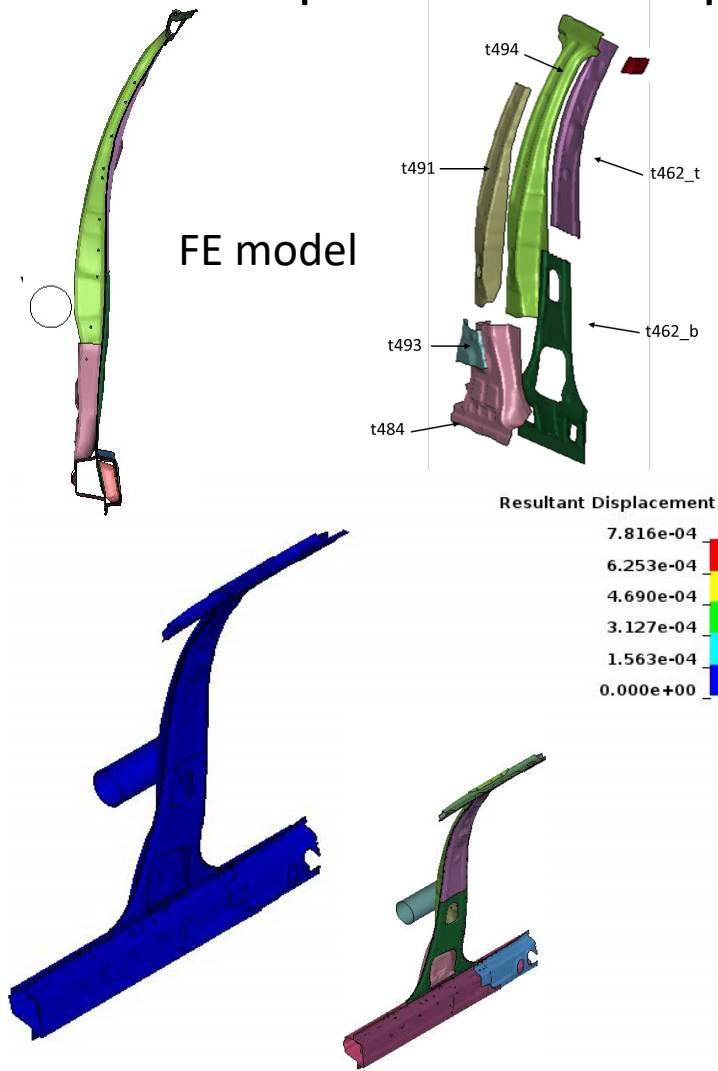 t494
t491
t462_t
FE model
t493
t462_b
t484
Resultant Displacement
7.816e-04
6.253e-04
4.690e-04
3.127e-04
1.563e-04
0.000e+00